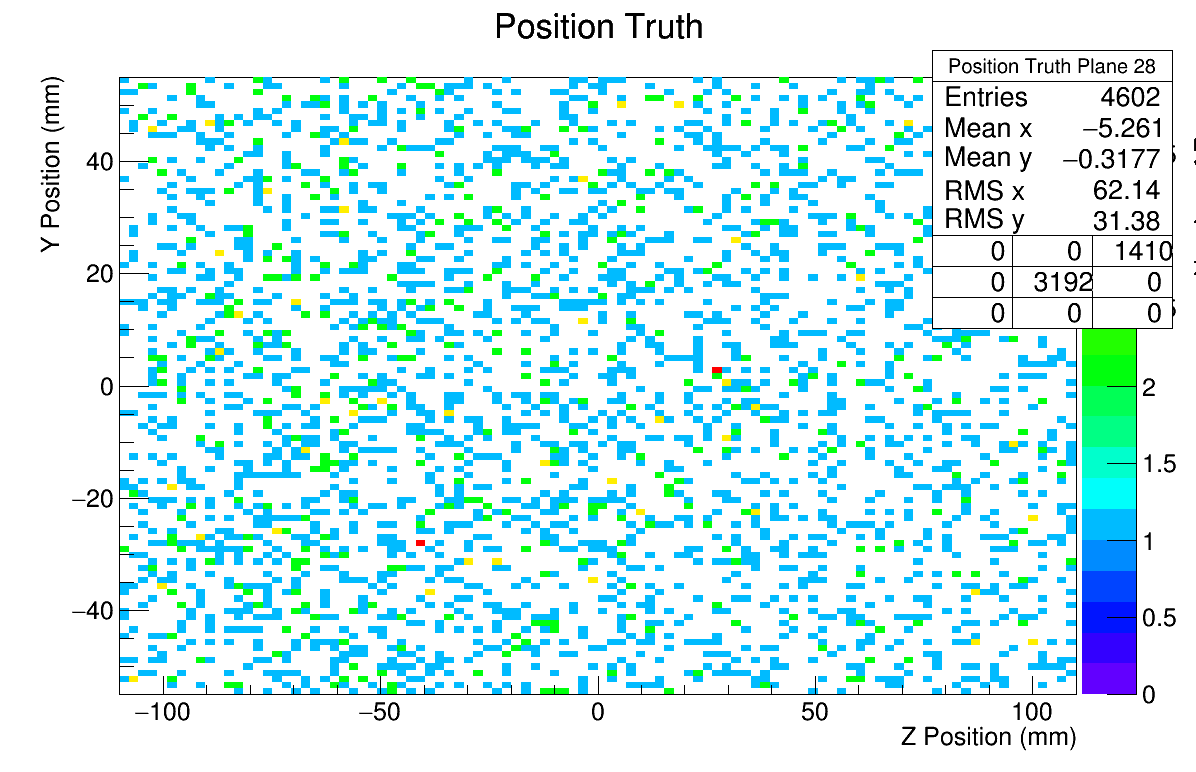 Position Truth
Y Position (mm)
Position Truth Plane 28
Entries 4602
Mean x −5.261
Mean y −0.3177
RMS x 62.14
RMS y 31.38
0 0 1410
0 3192 0
0 0 0
40
20
0
−20
−40
2
1.5
1
0.5
0
−100 −50 0 50 100
Z Position (mm)